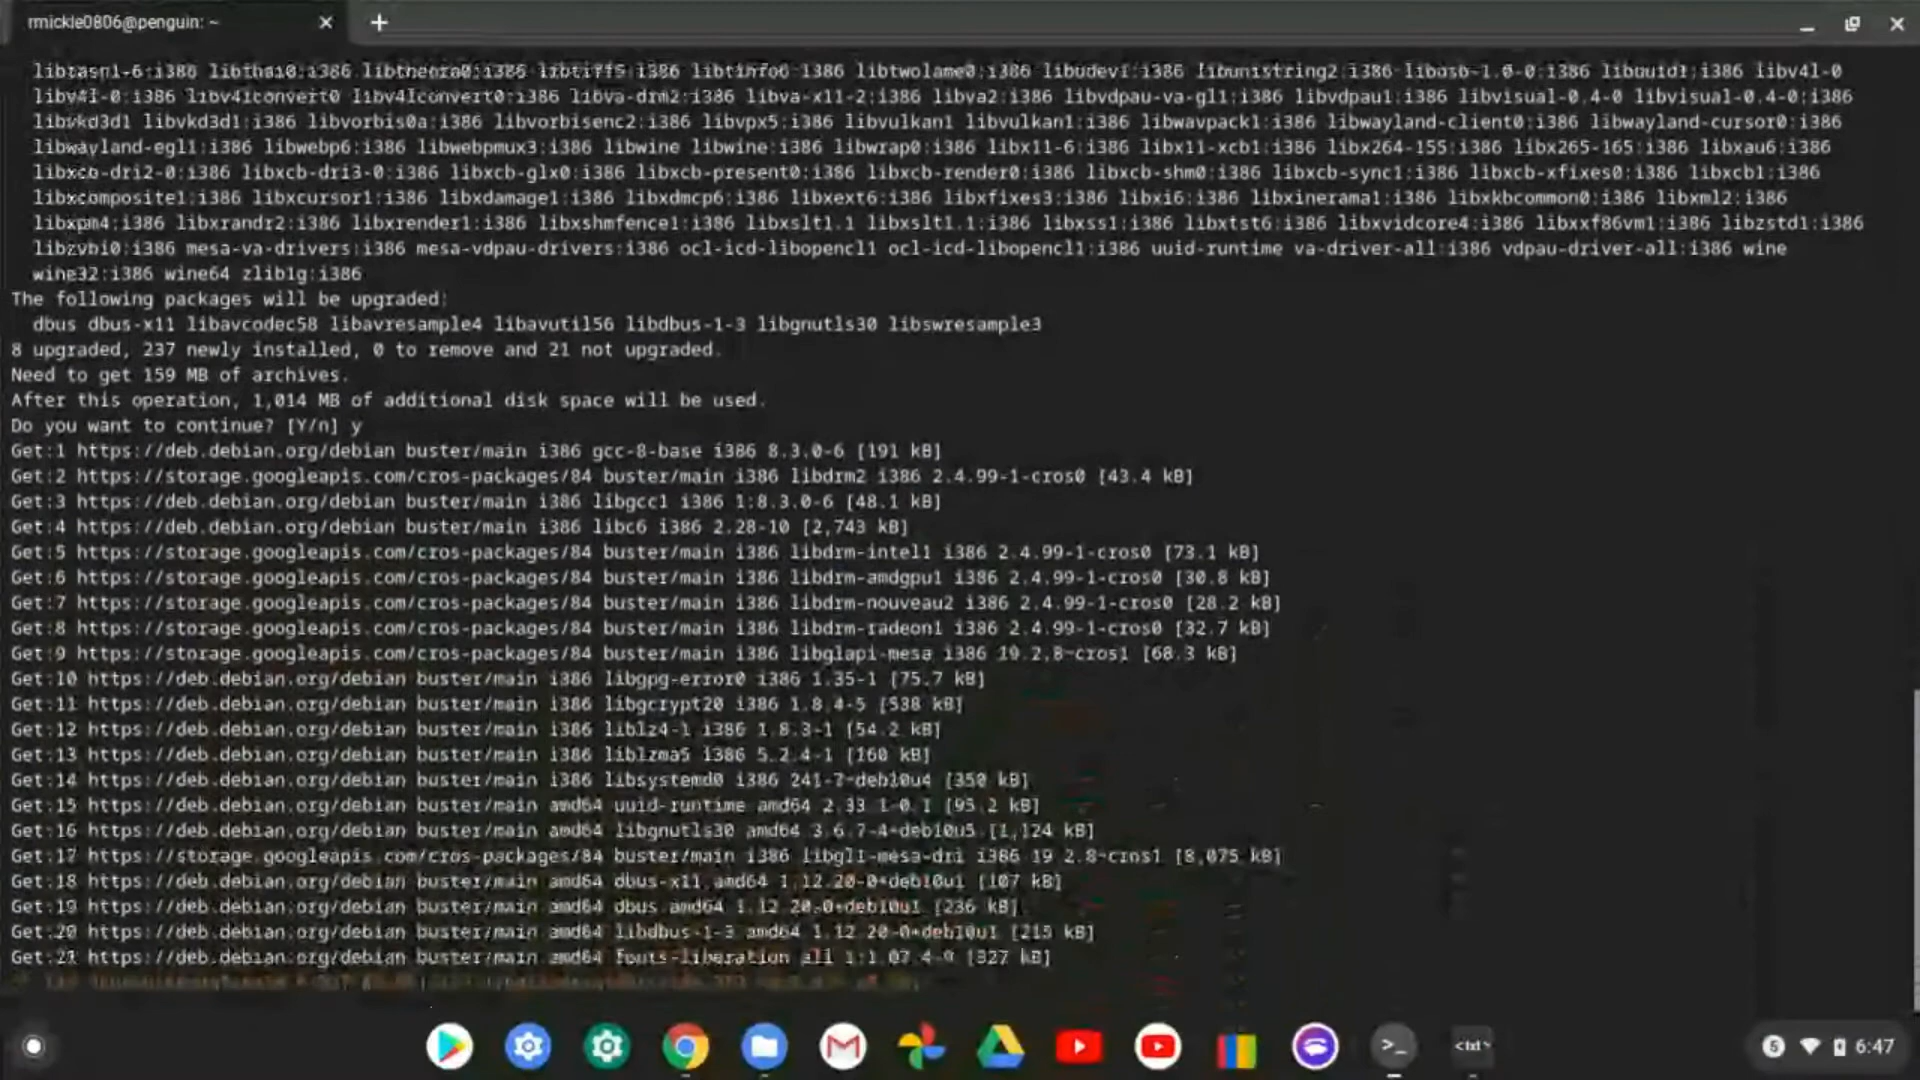 rmickle0806@penguin: ~
libtasn1-6:i386 libthai0:i386 libtheora0:i386 libtiff5:i386 libtinfo6:i386 libtwolame0:i386 libudev1:i386 libunistring2:i386 libusb-1.0-0:i386 libuuid1:i386 libv4l-0
libv4l-0:i386 libv4lconvert0 libv4lconvert0:i386 libva-drm2:i386 libva-x11-2:i386 libva2:i386 libvdpau-va-gl1:i386 libvdpau1:i386 libvisual-0.4-0 libvisual-0.4-0:i386
libvkd3d1 libvkd3d1:i386 libvorbis0a:i386 libvorbisenc2:i386 libvpx5:i386 libvulkan1 libvulkan1:i386 libwavpack1:i386 libwayland-client0:i386 libwayland-cursor0:i386
libwayland-egl1:i386 libwebp6:i386 libwebpmux3:i386 libwine libwine:i386 libwrap0:i386 libx11-6:i386 libx11-xcb1:i386 libx264-155:i386 libx265-165:i386 libxau6:i386
libxcb-dri2-0:i386 libxcb-dri3-0:i386 libxcb-glx0:i386 libxcb-present0:i386 libxcb-render0:i386 libxcb-shm0:i386 libxcb-sync1:i386 libxcb-xfixes0:i386 libxcb1:i386
libxcomposite1:i386 libxcursor1:i386 libxdamage1:i386 libxdmcp6:i386 libxext6:i386 libxfixes3:i386 libxi6:i386 libxinerama1:i386 libxkbcommon0:i386 libxml2:i386
libxpm4:i386 libxrandr2:i386 libxrender1:i386 libxshmfence1:i386 libxslt1.1 libxslt1.1:i386 libxss1:i386 libxtst6:i386 libxvidcore4:i386 libxxf86vm1:i386 libzstd1:i386
libzvbi0:i386 mesa-va-drivers:i386 mesa-vdpau-drivers:i386 ocl-icd-libopencl1 ocl-icd-libopencl1:i386 uuid-runtime va-driver-all:i386 vdpau-driver-all:i386 wine
wine32:i386 wine64 zlib1g:i386
The following packages will be upgraded:
dbus dbus-x11 libavcodec58 libavresample4 libavutil56 libdbus-1-3 libgnutls30 libswresample3
8 upgraded, 237 newly installed, 0 to remove and 21 not upgraded.
Need to get 159 MB of archives.
After this operation, 1,014 MB of additional disk space will be used.
Do you want to continue? [Y/n] y
Get:1 https://deb.debian.org/debian buster/main i386 gcc-8-base i386 8.3.0-6 [191 kB]
Get:2 https://storage.googleapis.com/cros-packages/84 buster/main i386 libdrm2 i386 2.4.99-1-cros0 [43.4 kB]
Get:3 https://deb.debian.org/debian buster/main i386 libgcc1 i386 1:8.3.0-6 [48.1 kB]
Get:4 https://deb.debian.org/debian buster/main i386 libc6 i386 2.28-10 [2,743 kB]
Get:5 https://storage.googleapis.com/cros-packages/84 buster/main i386 libdrm-intel1 i386 2.4.99-1-cros0 [73.1 kB]
Get:6 https://storage.googleapis.com/cros-packages/84 buster/main i386 libdrm-amdgpu1 i386 2.4.99-1-cros0 [30.8 kB]
Get:7 https://storage.googleapis.com/cros-packages/84 buster/main i386 libdrm-nouveau2 i386 2.4.99-1-cros0 [28.2 kB]
Get:8 https://storage.googleapis.com/cros-packages/84 buster/main i386 libdrm-radeon1 i386 2.4.99-1-cros0 [32.7 kB]
Get:9 https://storage.googleapis.com/cros-packages/84 buster/main i386 libglapi-mesa i386 19.2.8~cros1 [68.3 kB]
Get:10 https://deb.debian.org/debian buster/main i386 libgpg-error0 i386 1.35-1 [75.7 kB]
Get:11 https://deb.debian.org/debian buster/main i386 libgcrypt20 i386 1.8.4-5 [538 kB]
Get:12 https://deb.debian.org/debian buster/main i386 liblz4-1 i386 1.8.3-1 [54.2 kB]
Get:13 https://deb.debian.org/debian buster/main i386 liblzma5 i386 5.2.4-1 [160 kB]
Get:14 https://deb.debian.org/debian buster/main i386 libsystemd0 i386 241-7~deb10u4 [350 kB]
Get:15 https://deb.debian.org/debian buster/main amd64 uuid-runtime amd64 2.33.1-0.1 [95.2 kB]
Get:16 https://deb.debian.org/debian buster/main amd64 libgnutls30 amd64 3.6.7-4+deb10u5 [1,124 kB]
Get:17 https://storage.googleapis.com/cros-packages/84 buster/main i386 libgl1-mesa-dri i386 19.2.8~cros1 [8,075 kB]
Get:18 https://deb.debian.org/debian buster/main amd64 dbus-x11 amd64 1.12.20-0+deb10u1 [107 kB]
Get:19 https://deb.debian.org/debian buster/main amd64 dbus amd64 1.12.20-0+deb10u1 [236 kB]
Get:20 https://deb.debian.org/debian buster/main amd64 libdbus-1-3 amd64 1.12.20-0+deb10u1 [215 kB]
Get:21 https://deb.debian.org/debian buster/main amd64 fonts-liberation all 1:1.07.4-9 [827 kB]
>_ <txt> 5 6:47